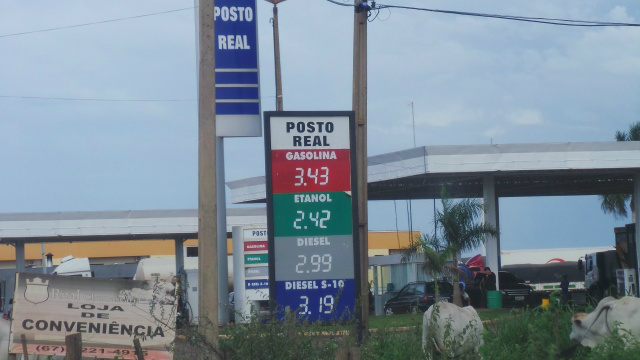 POSTO
REAL
POSTO
REAL
GASOLINA
3.43
ETANOL
2.42
DIESEL
2.99
DIESEL S-10
3.19
POSTO
LOJA
DE
CONVENIÊNCIA